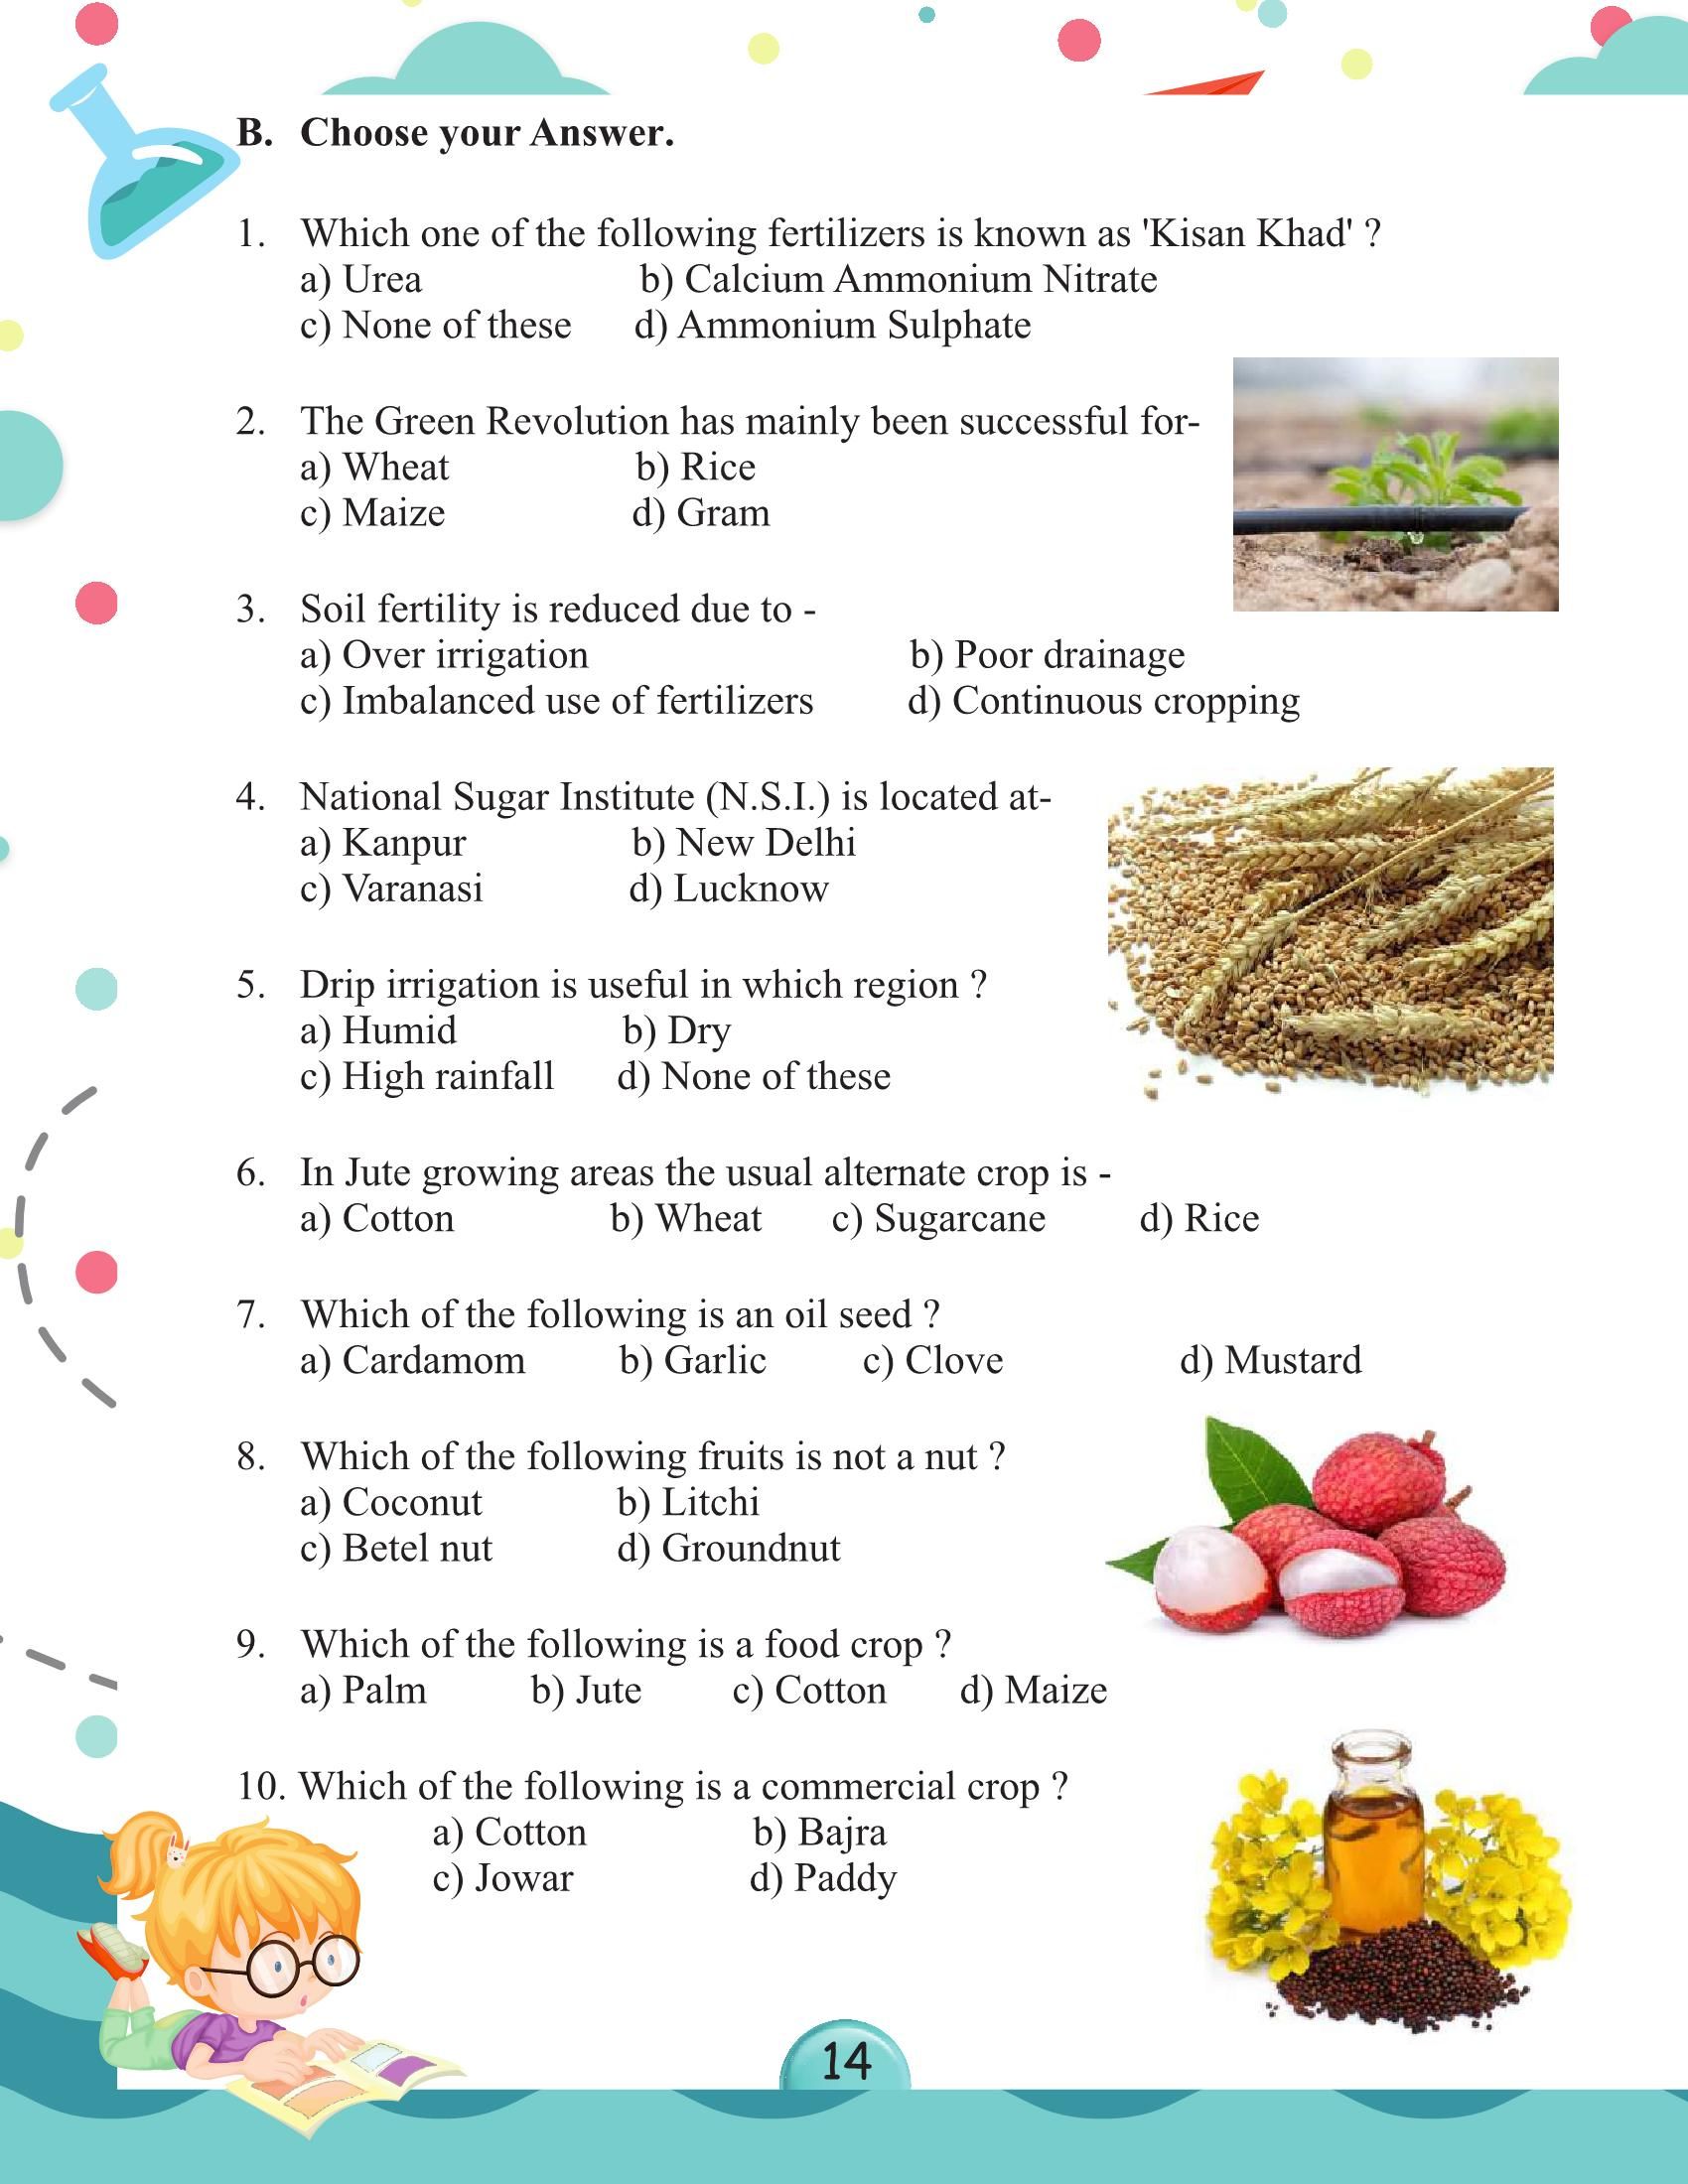 B. Choose your Answer.
1. Which one of the following fertilizers is known as 'Kisan Khad' ?
a) Urea b) Calcium Ammonium Nitrate
c) None of these d) Ammonium Sulphate
2. The Green Revolution has mainly been successful for-
a) Wheat b) Rice
c) Maize d) Gram
3. Soil fertility is reduced due to -
a) Over irrigation b) Poor drainage
c) Imbalanced use of fertilizers d) Continuous cropping
4. National Sugar Institute (N.S.I.) is located at-
a) Kanpur b) New Delhi
c) Varanasi d) Lucknow
5. Drip irrigation is useful in which region ?
a) Humid b) Dry
c) High rainfall d) None of these
6. In Jute growing areas the usual alternate crop is -
a) Cotton b) Wheat c) Sugarcane d) Rice
7. Which of the following is an oil seed ?
a) Cardamom b) Garlic c) Clove d) Mustard
8. Which of the following fruits is not a nut ?
a) Coconut b) Litchi
c) Betel nut d) Groundnut
9. Which of the following is a food crop ?
a) Palm b) Jute c) Cotton d) Maize
10. Which of the following is a commercial crop ?
a) Cotton b) Bajra
c) Jowar d) Paddy
14